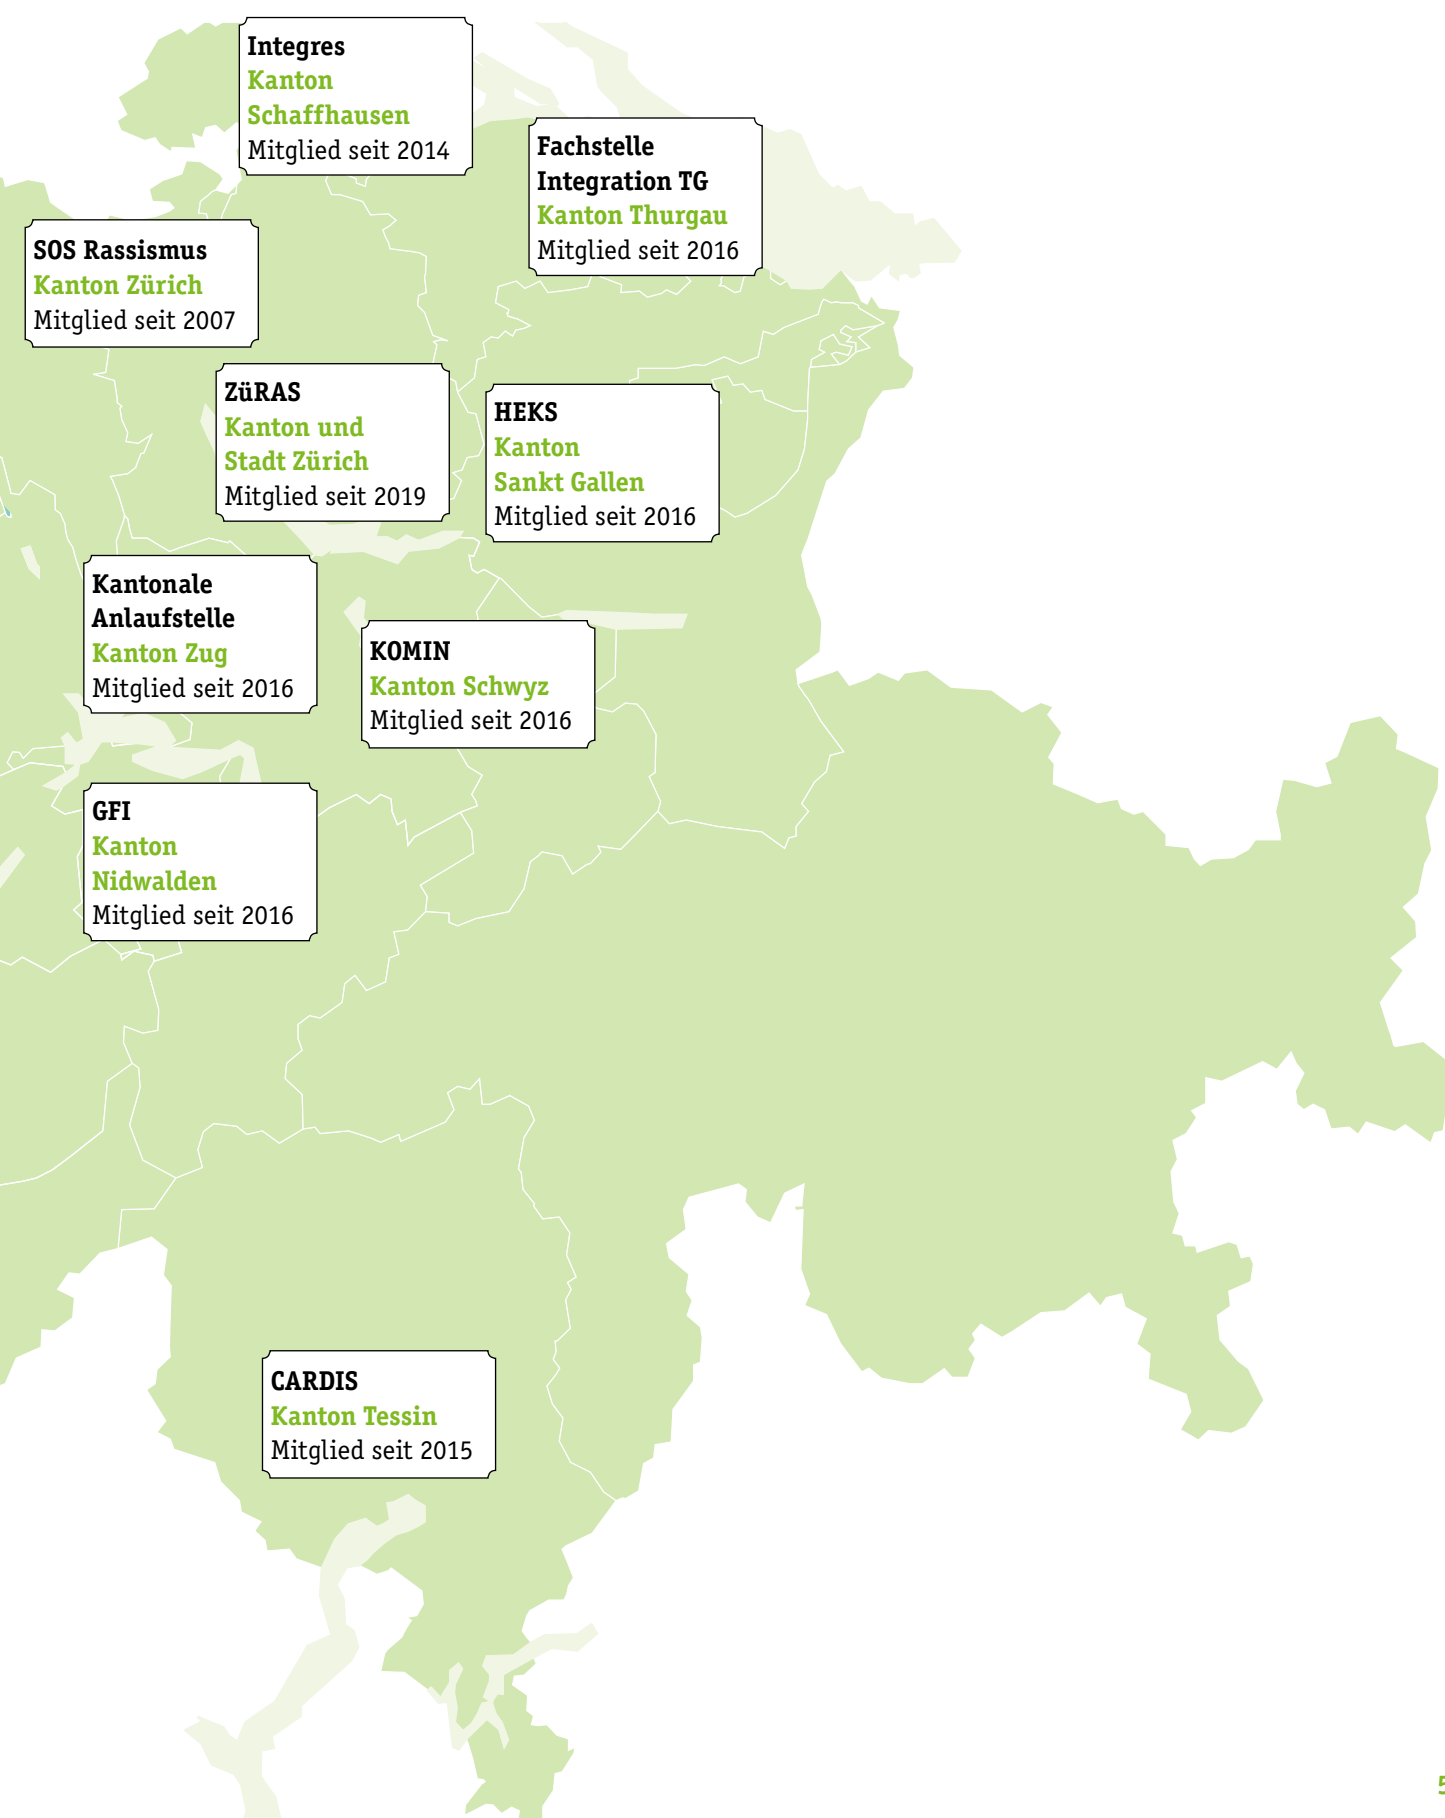 Integres
Kanton
Schaffhausen
Mitglied seit 2014
Fachstelle
Integration TG
Kanton Thurgau
Mitglied seit 2016
SOS Rassismus
Kanton Zürich
Mitglied seit 2007
ZüRAS
Kanton und
Stadt Zürich
Mitglied seit 2019
HEKS
Kanton
Sankt Gallen
Mitglied seit 2016
Kantonale
Anlaufstelle
Kanton Zug
Mitglied seit 2016
KOMIN
Kanton Schwyz
Mitglied seit 2016
GFI
Kanton
Nidwalden
Mitglied seit 2016
CARDIS
Kanton Tessin
Mitglied seit 2015
5